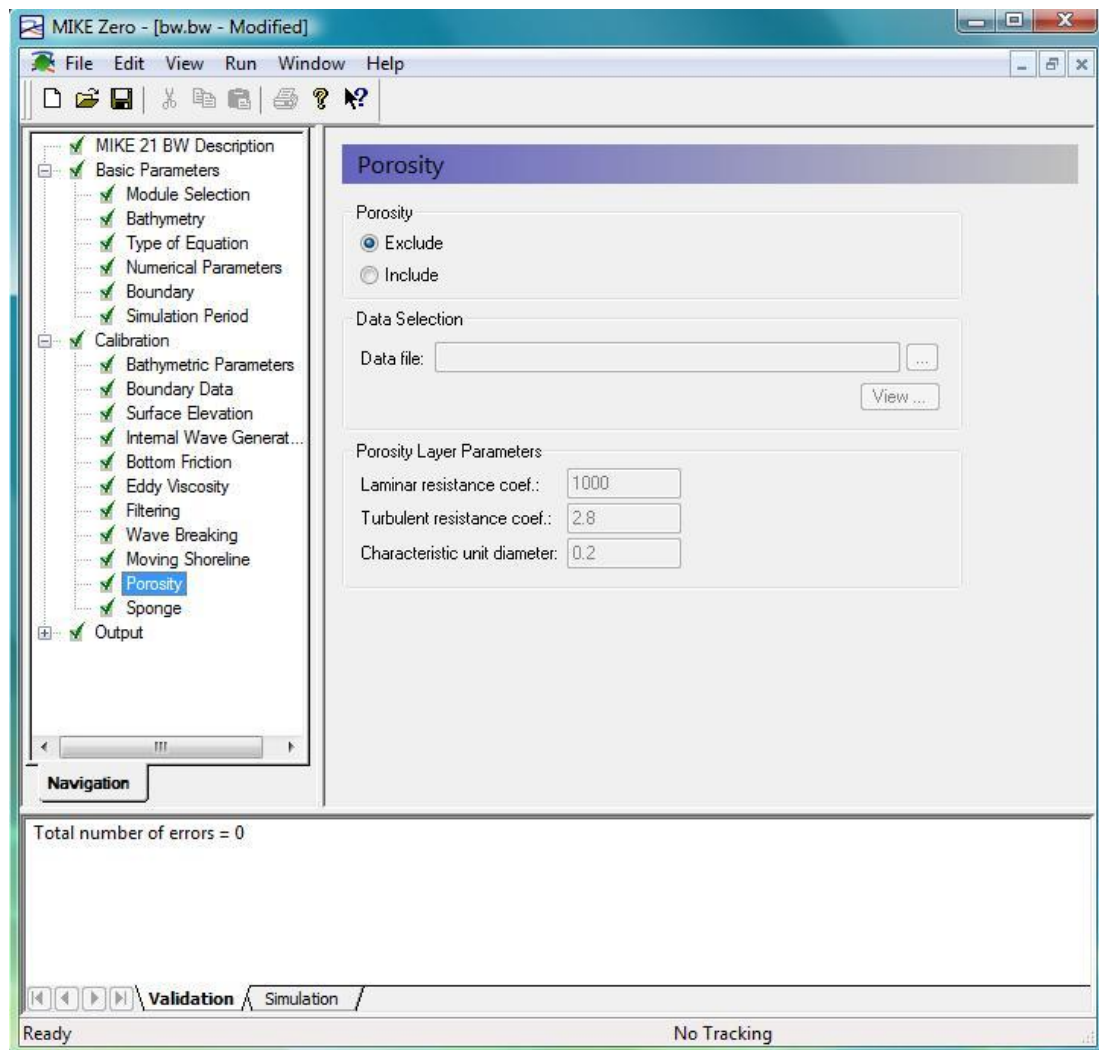 MIKE Zero - [bw.bw - Modified]
File Edit View Run Window Help
MIKE 21 BW Description
Basic Parameters
Module Selection
Bathymetry
Type of Equation
Numerical Parameters
Boundary
Simulation Period
Calibration
Bathymetric Parameters
Boundary Data
Surface Elevation
Internal Wave Generat...
Bottom Friction
Eddy Viscosity
Filtering
Wave Breaking
Moving Shoreline
Porosity
Sponge
Output
Navigation
Porosity
Porosity
Exclude
Include
Data Selection
Data file:
...
View ...
Porosity Layer Parameters
Laminar resistance coef.: 1000
Turbulent resistance coef.: 2.8
Characteristic unit diameter: 0.2
Total number of errors = 0
Validation Simulation
Ready No Tracking